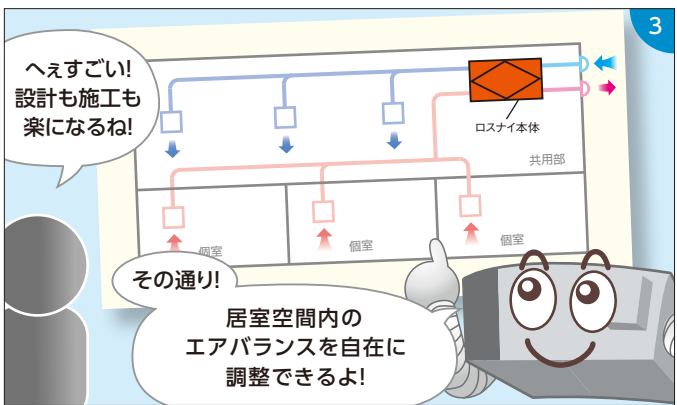 3
へぇすごい!
設計も施工も
楽になるね!
ロスナイ本体
共用部
個室
個室
個室
その通り!
居室空間内の
エアバランスを自在に
調整できるよ!